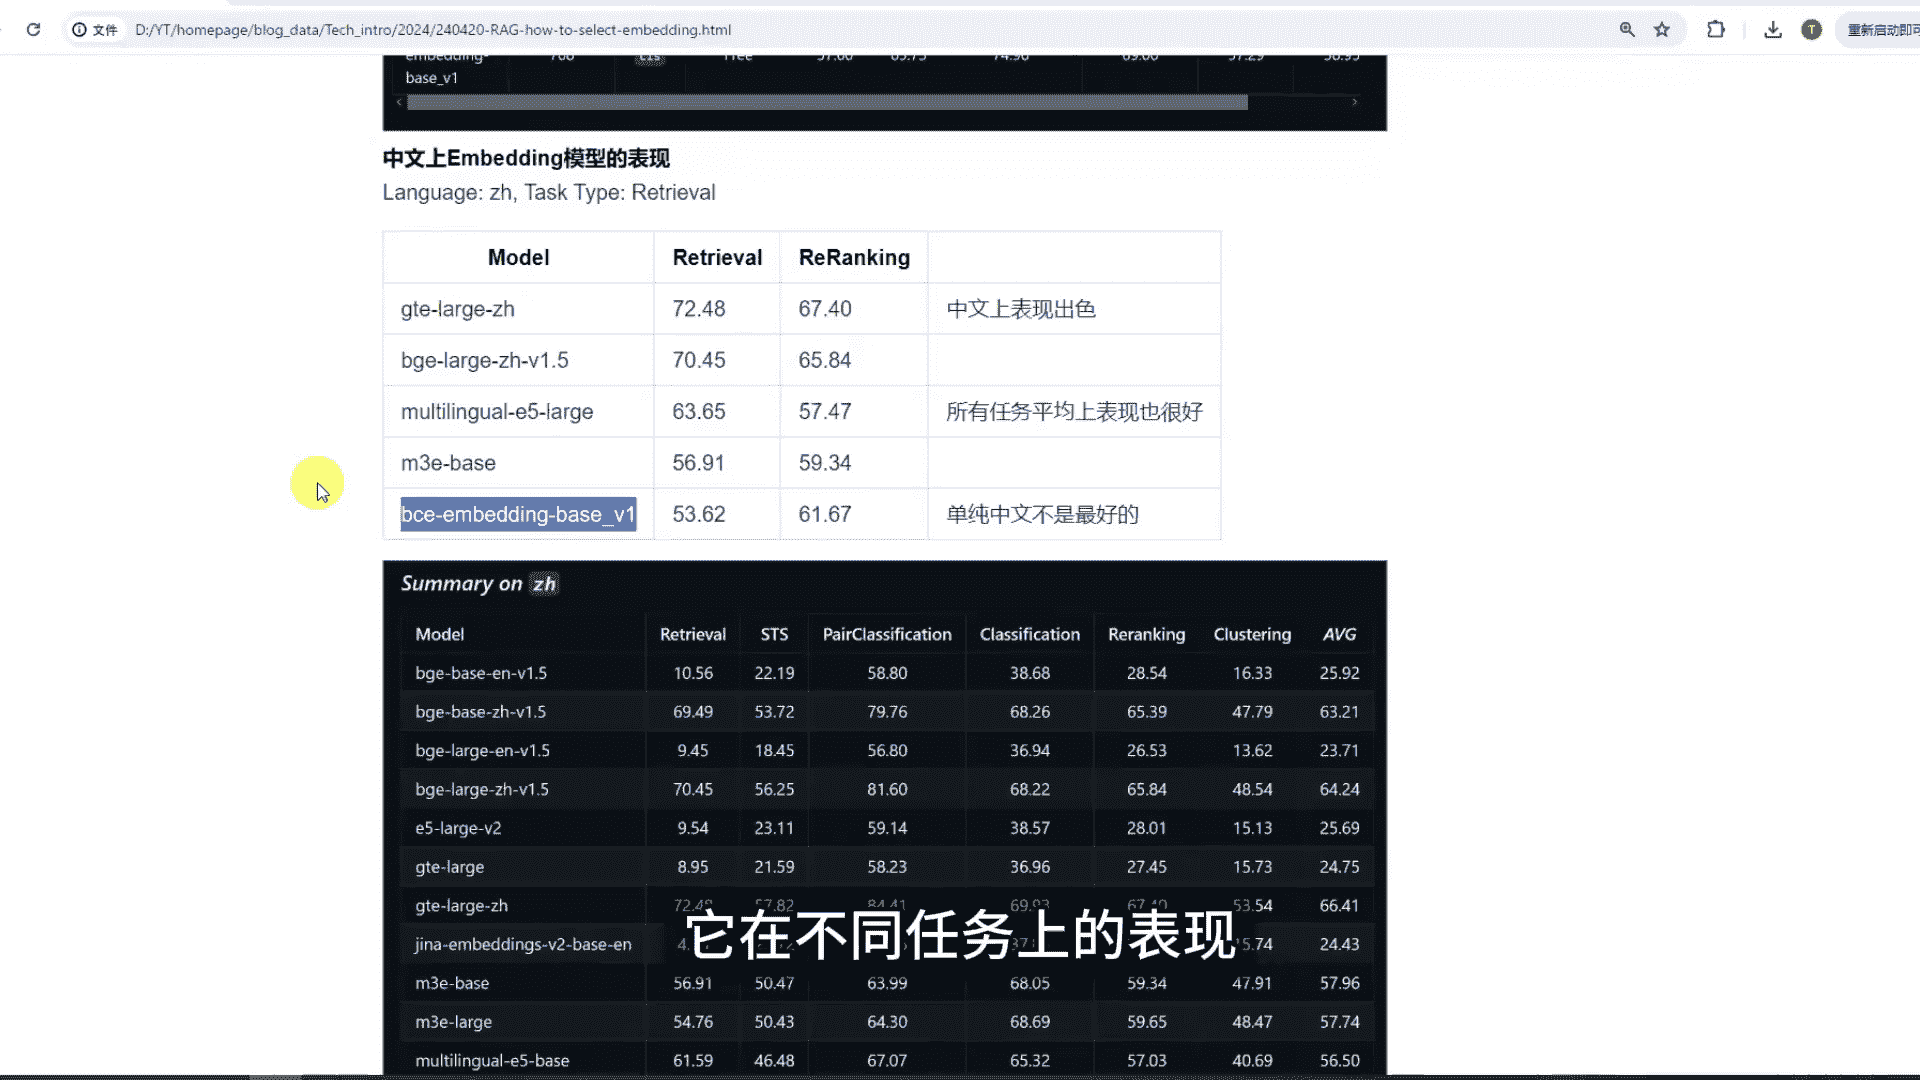 文件 D:/YT/homepage/blog_data/Tech_intro/2024/240420-RAG-how-to-select-embedding.html T
embedding-
base_v1
中文上Embedding模型的表现
Language: zh, Task Type: Retrieval
Model Retrieval ReRanking
gte-large-zh 72.48 67.40 中文上表现出色
bge-large-zh-v1.5 70.45 65.84
multilingual-e5-large 63.65 57.47 所有任务平均上表现也很好
m3e-base 56.91 59.34
bce-embedding-base_v1 53.62 61.67 单纯中文不是最好的
Summary on zh
Model Retrieval STS PairClassification Classification Reranking Clustering AVG
bge-base-en-v1.5 10.56 22.19 58.80 38.68 28.54 16.33 25.92
bge-base-zh-v1.5 69.49 53.72 79.76 68.26 65.39 47.79 63.21
bge-large-en-v1.5 9.45 18.45 56.80 36.94 26.53 13.62 23.71
bge-large-zh-v1.5 70.45 56.25 81.60 68.22 65.84 48.54 64.24
e5-large-v2 9.54 23.11 59.14 38.57 28.01 15.13 25.69
gte-large 8.95 21.59 58.23 36.96 27.45 15.73 24.75
gte-large-zh 53.54 66.41
它在不同任务上的表现
jina-embeddings-v2-base-en 24.43
m3e-base 56.91 50.47 63.99 68.05 59.34 47.91 57.96
m3e-large 54.76 50.43 64.30 68.69 59.65 48.47 57.74
multilingual-e5-base 61.59 46.48 67.07 65.32 57.03 40.69 56.50